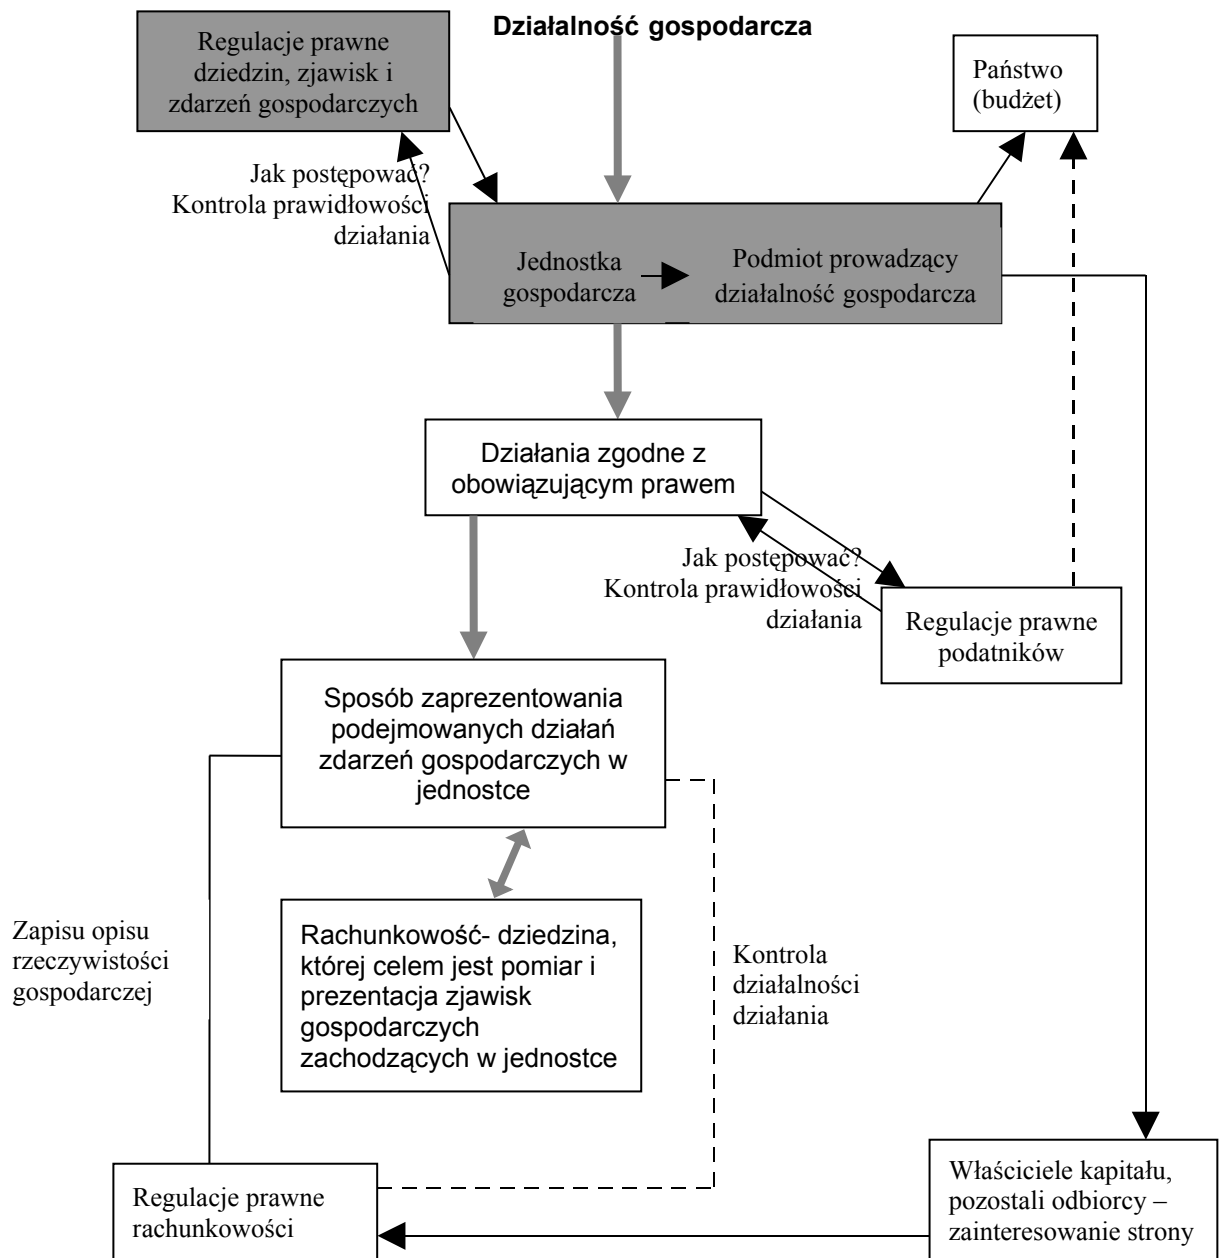 Działalność gospodarcza
Regulacje prawne
dziedzin, zjawisk i
zdarzeń gospodarczych
Państwo
(budżet)
Jak postępować?
Kontrola prawidłowości
działania
Jednostka
gospodarcza
Podmiot prowadzący
działalność gospodarcza
Działania zgodne z
obowiązującym prawem
Jak postępować?
Kontrola prawidłowości
działania
Regulacje prawne
podatników
Sposób zaprezentowania
podejmowanych działań
zdarzeń gospodarczych w
jednostce
Zapisu opisu
rzeczywistości
gospodarczej
Rachunkowość- dziedzina,
której celem jest pomiar i
prezentacja zjawisk
gospodarczych
zachodzących w jednostce
Kontrola
działalności
działania
Regulacje prawne
rachunkowości
Właściciele kapitału,
pozostali odbiorcy –
zainteresowanie strony